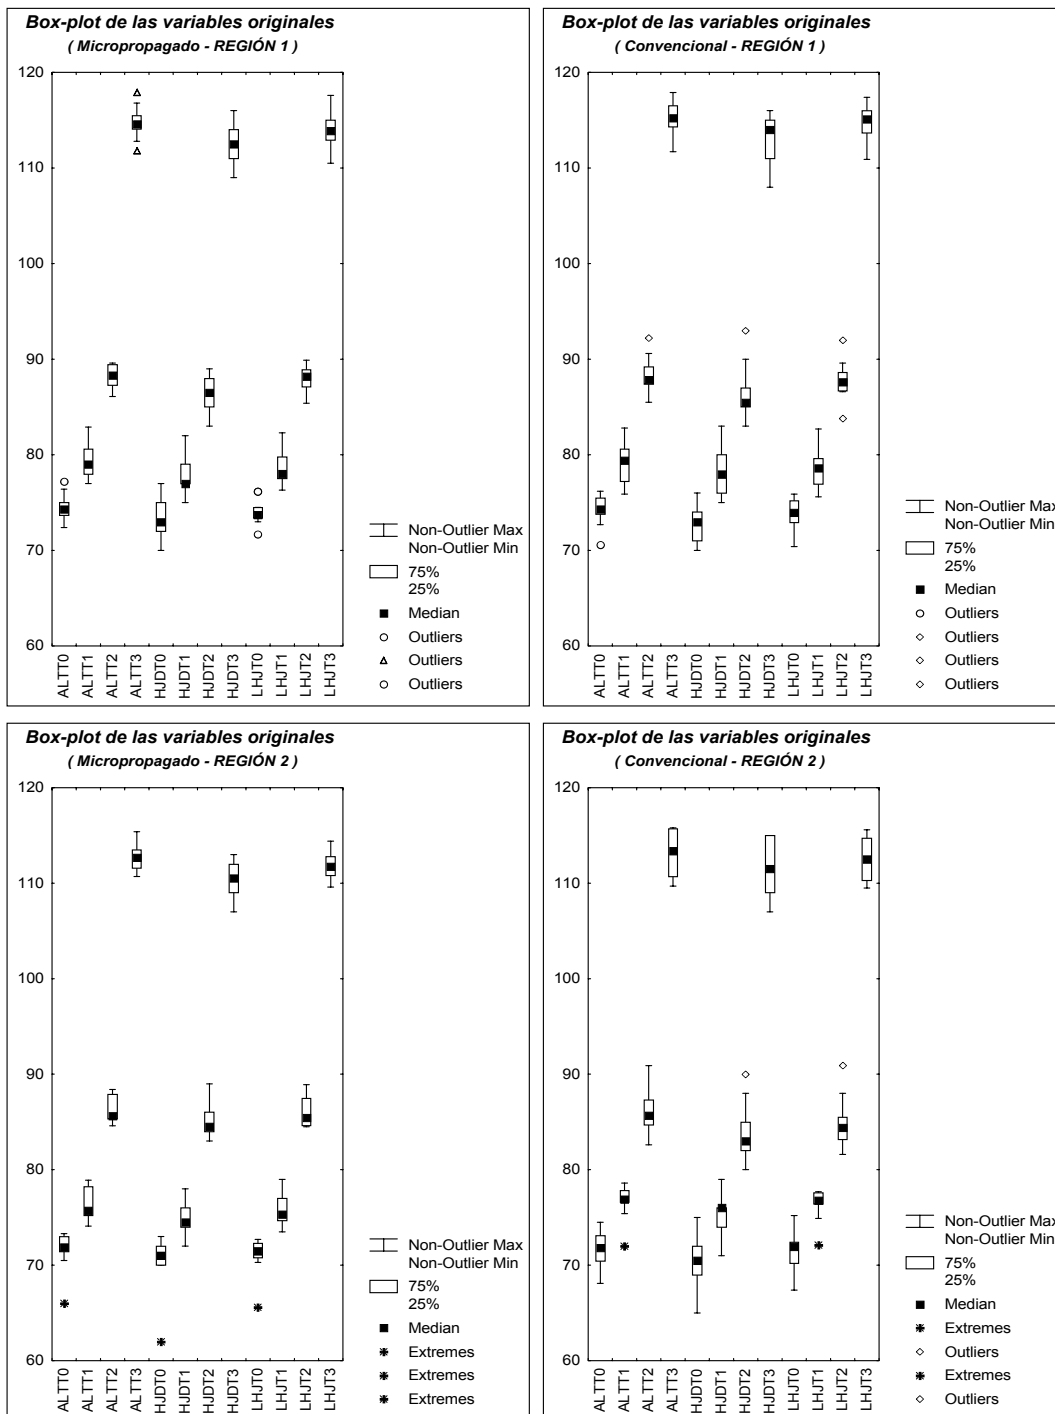 Box-plot de las variables originales
( Micropropagado - REGIÓN 1 )
120
110
100
90
80
70
60
ALTT0
ALTT1
ALTT2
ALTT3
HJDT0
HJDT1
HJDT2
HJDT3
LHJT0
LHJT1
LHJT2
LHJT3
Non-Outlier Max
Non-Outlier Min
75%
25%
Median
Outliers
Outliers
Outliers
Box-plot de las variables originales
( Convencional - REGIÓN 1 )
120
110
100
90
80
70
60
ALTT0
ALTT1
ALTT2
ALTT3
HJDT0
HJDT1
HJDT2
HJDT3
LHJT0
LHJT1
LHJT2
LHJT3
Non-Outlier Max
Non-Outlier Min
75%
25%
Median
Outliers
Outliers
Outliers
Outliers
Box-plot de las variables originales
( Micropropagado - REGIÓN 2 )
120
110
100
90
80
70
60
ALTT0
ALTT1
ALTT2
ALTT3
HJDT0
HJDT1
HJDT2
HJDT3
LHJT0
LHJT1
LHJT2
LHJT3
Non-Outlier Max
Non-Outlier Min
75%
25%
Median
Extremes
Extremes
Extremes
Box-plot de las variables originales
( Convencional - REGIÓN 2 )
120
110
100
90
80
70
60
ALTT0
ALTT1
ALTT2
ALTT3
HJDT0
HJDT1
HJDT2
HJDT3
LHJT0
LHJT1
LHJT2
LHJT3
Non-Outlier Max
Non-Outlier Min
75%
25%
Median
Extremes
Outliers
Extremes
Outliers